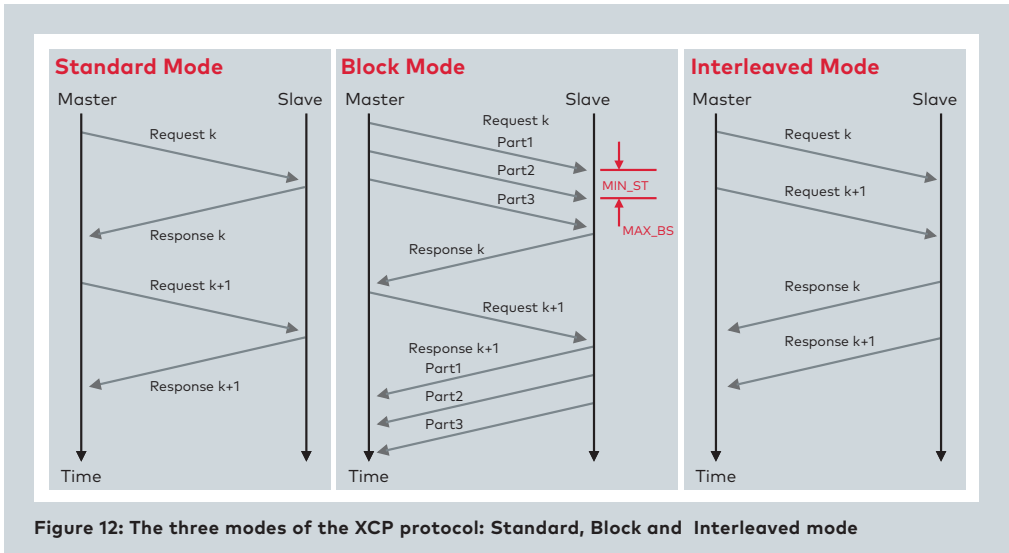 Standard Mode
Master
Slave
Request k
Response k
Request k+1
Response k+1
Time
Block Mode
Master
Slave
Request k
Part1
Part2
Part3
MIN_ST
MAX_BS
Response k
Request k+1
Response k+1
Part1
Part2
Part3
Time
Interleaved Mode
Master
Slave
Request k
Request k+1
Response k
Response k+1
Time
Figure 12: The three modes of the XCP protocol: Standard, Block and Interleaved mode